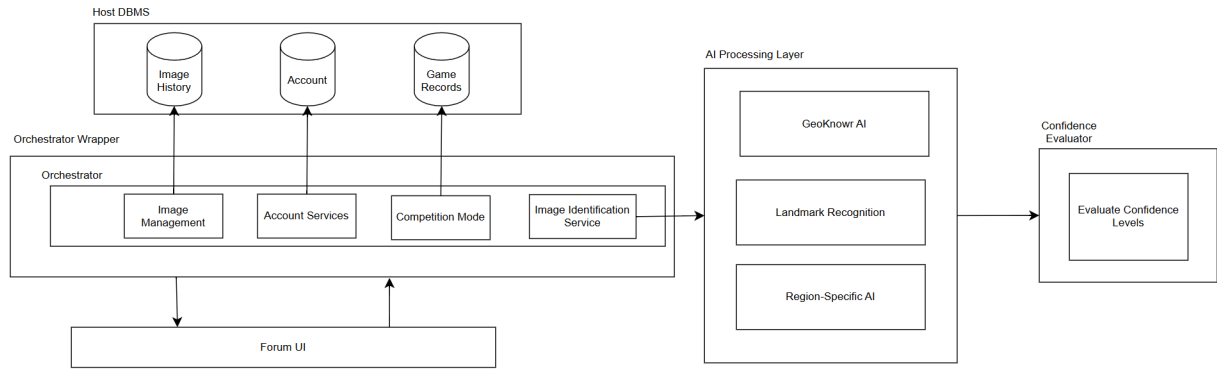 Host DBMS
Image
History
Account
Game
Records
Orchestrator Wrapper
Orchestrator
Image
Management
Account Services
Competition Mode
Image Identification
Service
Forum UI
AI Processing Layer
GeoKnowr AI
Landmark Recognition
Region-Specific AI
Confidence
Evaluator
Evaluate Confidence
Levels